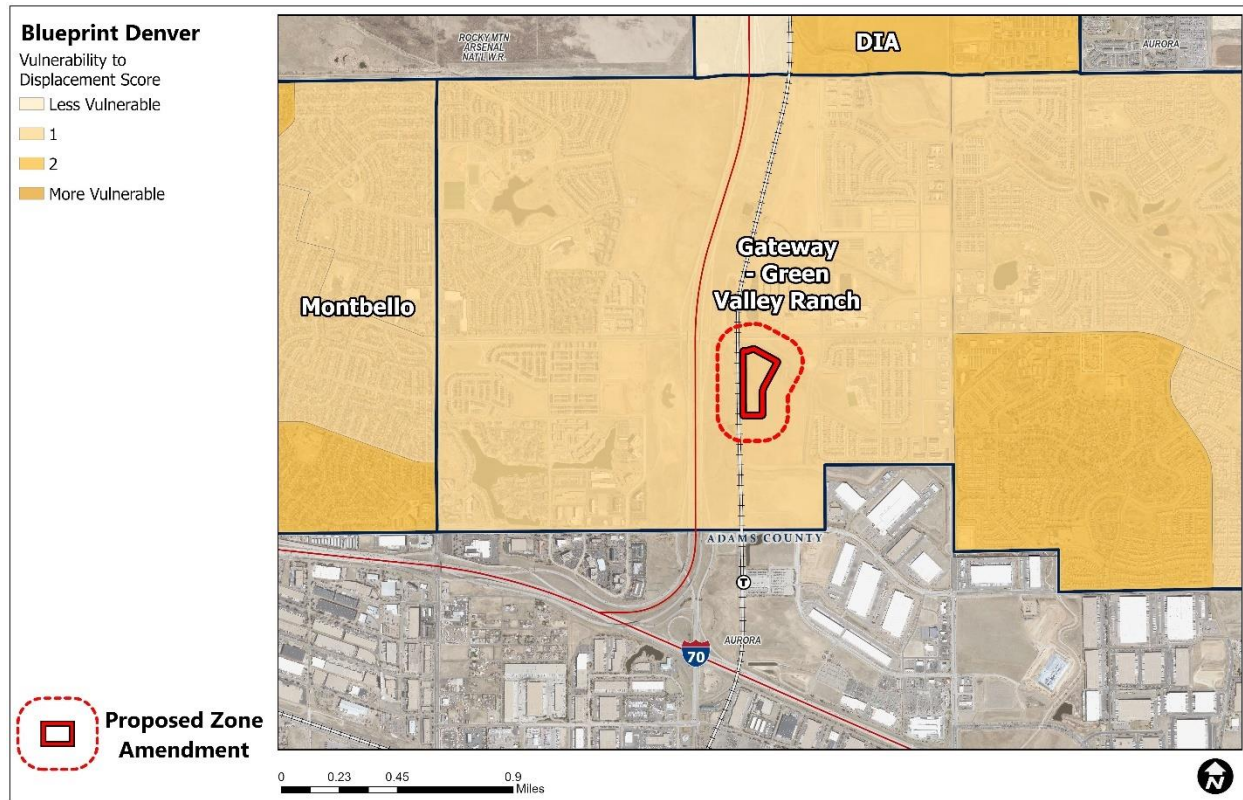 Blueprint Denver
Vulnerability to
Displacement Score
Less Vulnerable
1
2
More Vulnerable
ROCKY MTN
ARSENAL
NAT'L W.R.
DIA
AURORA
Gateway
- Green
Valley Ranch
Montbello
ADAMS COUNTY
T
AURORA
70
Proposed Zone
Amendment
0 0.23 0.45 0.9
Miles
N